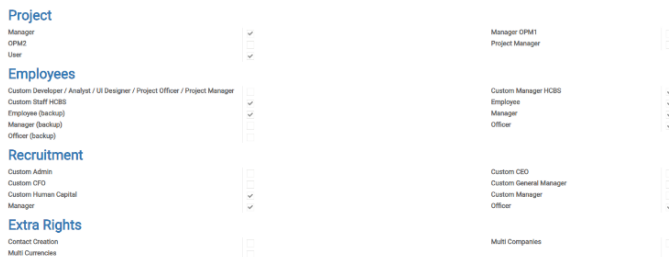 Project
Manager Manager OPM1
OPM2 Project Manager
User
Employees
Custom Developer / Analyst / UI Designer / Project Officer / Project Manager Custom Manager HCBS
Custom Staff HCBS Employee
Employee (backup) Manager
Manager (backup) Officer
Officer (backup)
Recruitment
Custom Admin Custom CEO
Custom CFO Custom General Manager
Custom Human Capital Custom Manager
Manager Officer
Extra Rights
Contact Creation Multi Companies
Multi Currencies